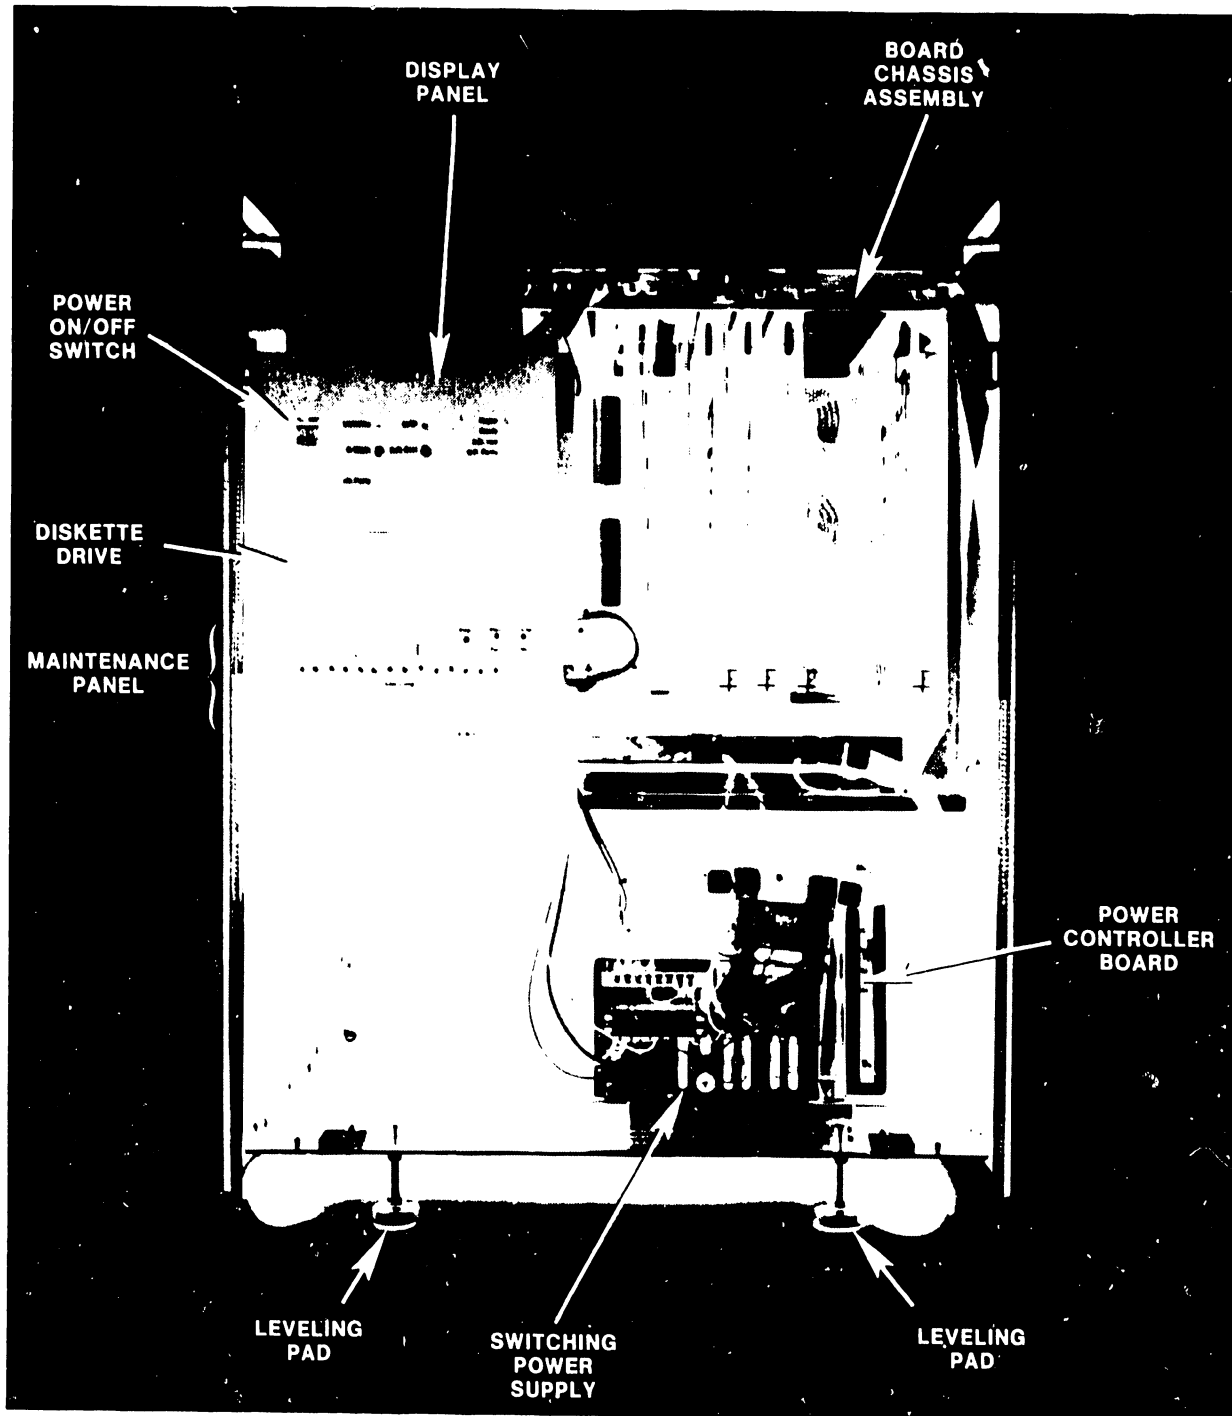 DISPLAY
PANEL
BOARD
CHASSIS
ASSEMBLY
POWER
ON/OFF
SWITCH
DISKETTE
DRIVE
MAINTENANCE
PANEL
POWER
CONTROLLER
BOARD
LEVELING
PAD
SWITCHING
POWER
SUPPLY
LEVELING
PAD